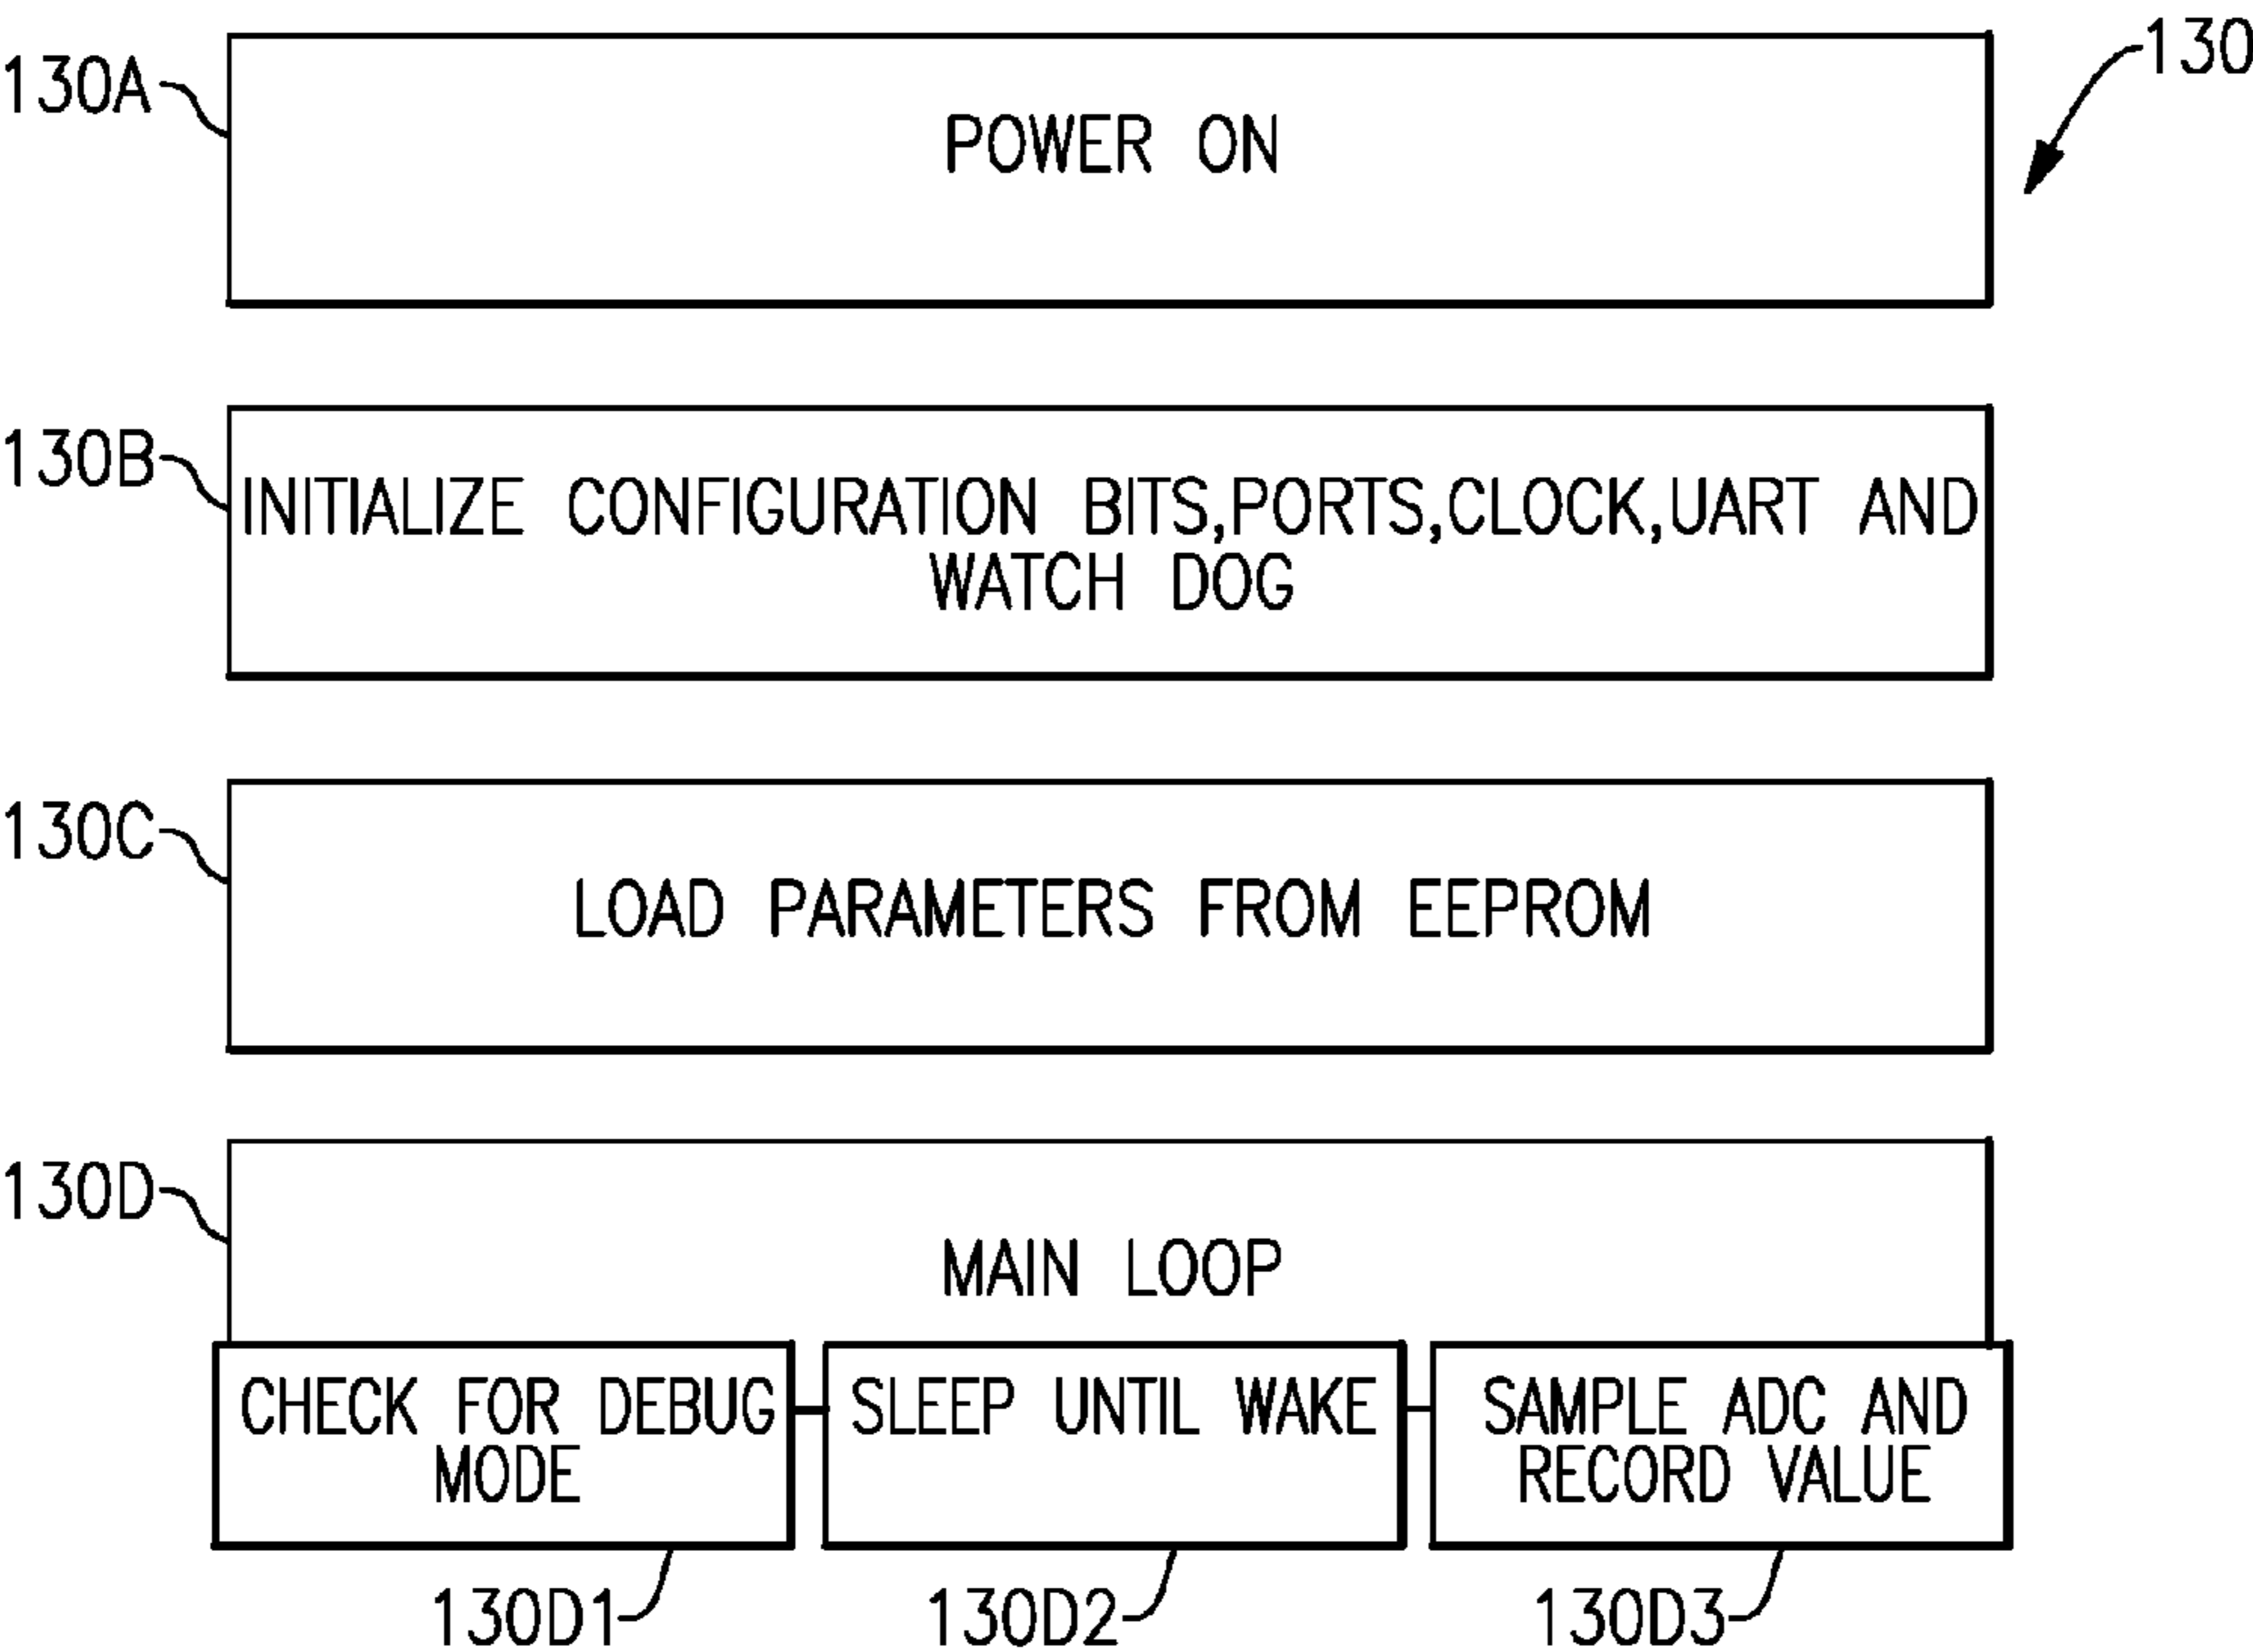 130
130A
POWER ON
130B
INITIALIZE CONFIGURATION BITS,PORTS,CLOCK,UART AND
WATCH DOG
130C
LOAD PARAMETERS FROM EEPROM
130D
MAIN LOOP
CHECK FOR DEBUG
MODE
SLEEP UNTIL WAKE
SAMPLE ADC AND
RECORD VALUE
130D1
130D2
130D3